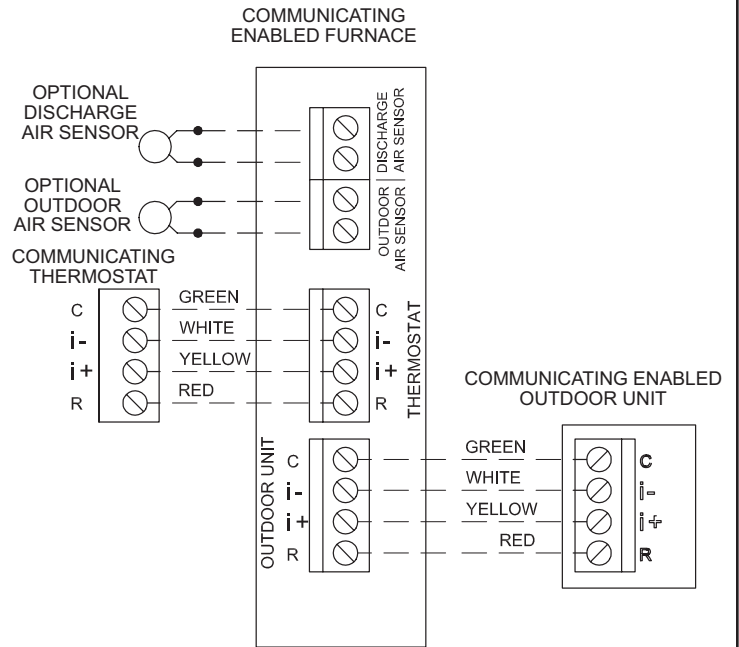 COMMUNICATING
ENABLED FURNACE
OPTIONAL
DISCHARGE
AIR SENSOR
DISCHARGE
AIR SENSOR
OPTIONAL
OUTDOOR
AIR SENSOR
OUTDOOR
AIR SENSOR
COMMUNICATING
THERMOSTAT
C
GREEN
C
i-
WHITE
i-
i+
YELLOW
i+
R
RED
R
THERMOSTAT
COMMUNICATING ENABLED
OUTDOOR UNIT
OUTDOOR UNIT
C
GREEN
C
i-
WHITE
i-
i+
YELLOW
i+
R
RED
R